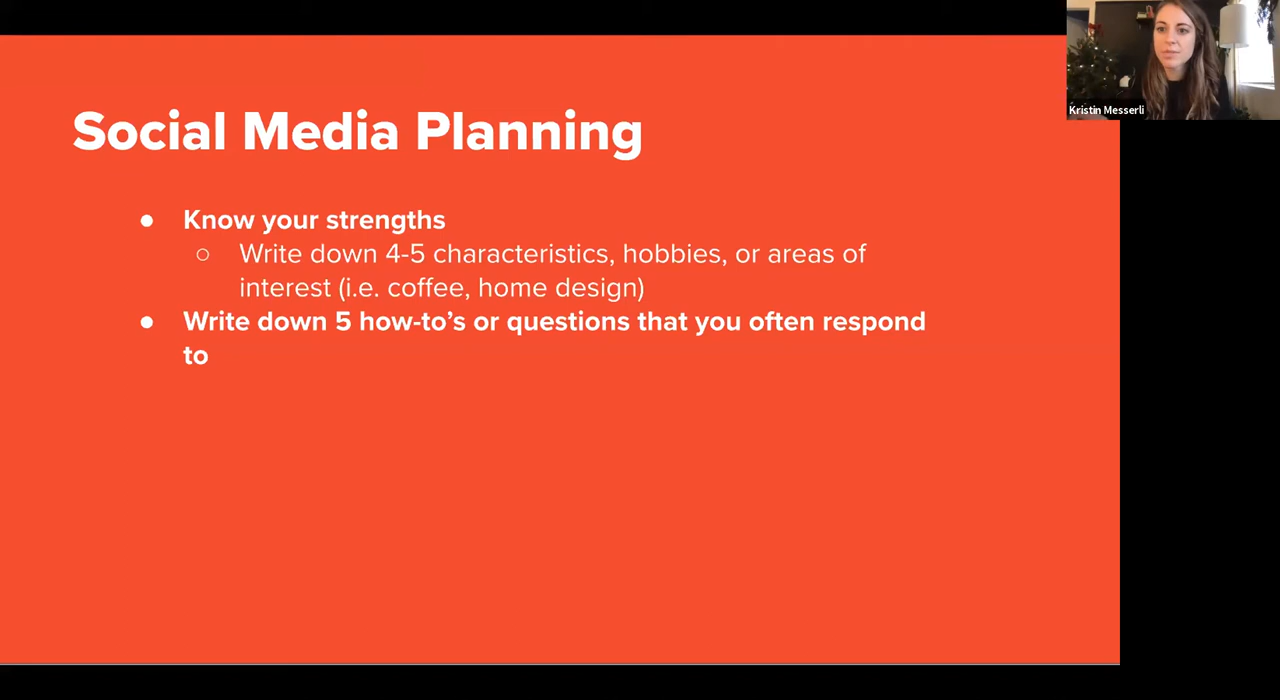 Kristin Messerli
Social Media Planning
● Know your strengths
○ Write down 4-5 characteristics, hobbies, or areas of
interest (i.e. coffee, home design)
● Write down 5 how-to’s or questions that you often respond
to